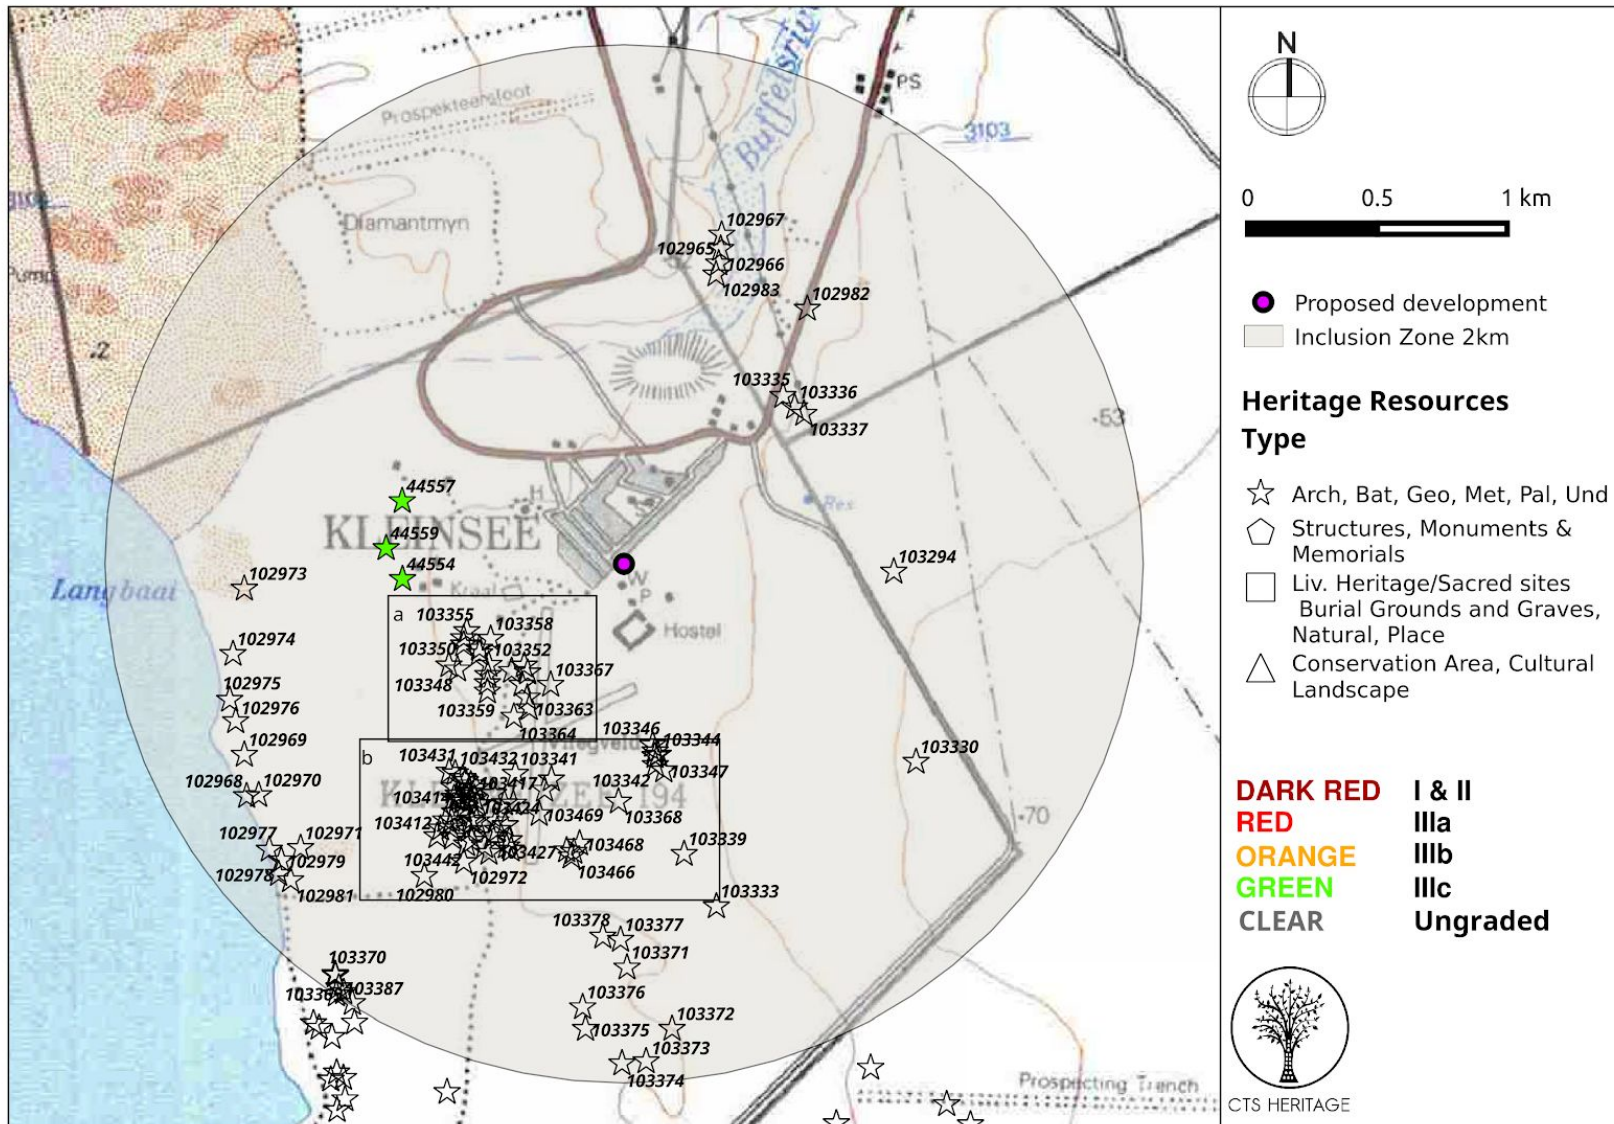 Prospekteersloot
Buffelsriv
PS
3103
Diamantmyn
Pump
.2
102967
102965
102966
102983
102982
103335
103336
103337
·53
44557
H
S
Res
KLEINSEE
44559
44554
102973
Langbaai
Kraal
W
P
Hostel
103294
a
103355
103358
102974
103350
103352
103367
102975
103348
102976
103359
103363
103364
103346
103344
102969
b
103431
103432
103341
103347
103330
102968
102970
103417
103342
194
103424
103368
·70
103412
103469
102977
102971
103468
103339
102979
103427
103466
102978
103442
102972
102981
102980
103333
103378
103377
103371
103370
103387
103376
103375
103372
103373
103374
Prospecting Trench
N
0 0.5 1 km
Proposed development
Inclusion Zone 2km
Heritage Resources
Type
Arch, Bat, Geo, Met, Pal, Und
Structures, Monuments &
Memorials
Liv. Heritage/Sacred sites
Burial Grounds and Graves,
Natural, Place
Conservation Area, Cultural
Landscape
DARK RED I & II
RED IIIa
ORANGE IIIb
GREEN IIIc
CLEAR Ungraded
CTS HERITAGE